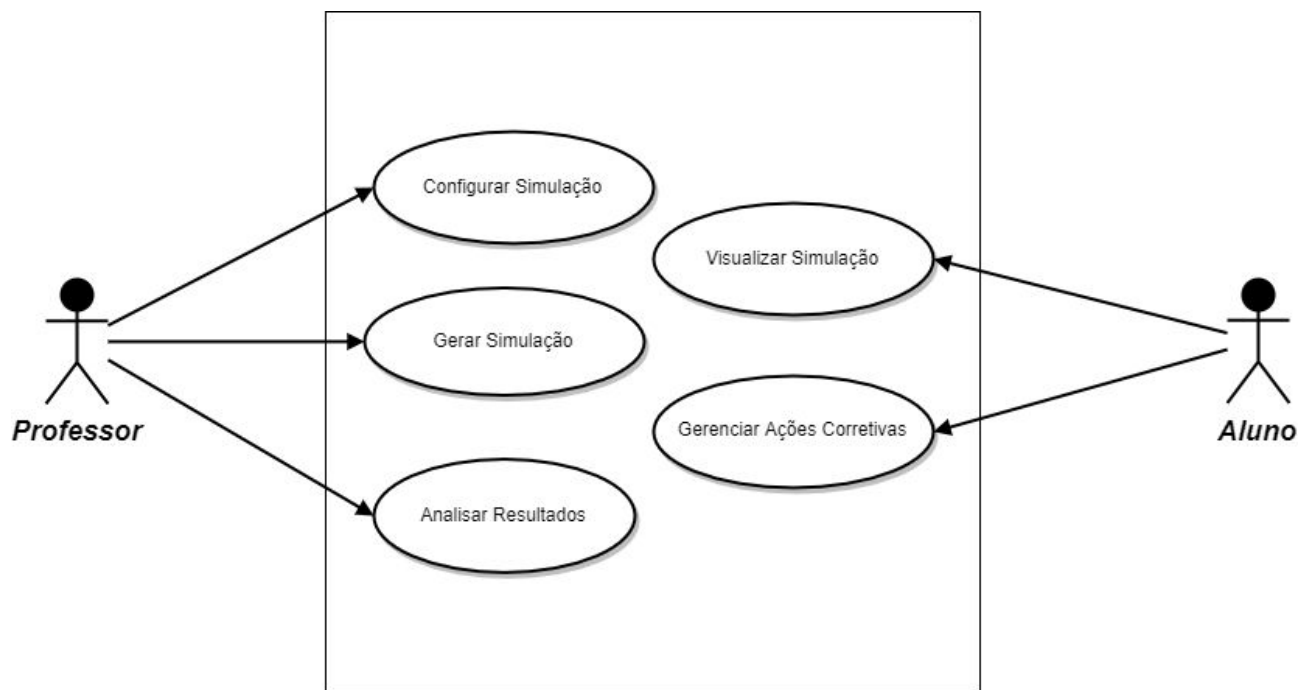 Configurar Simulação
Visualizar Simulação
Gerar Simulação
Professor
Gerenciar Ações Corretivas
Aluno
Analisar Resultados